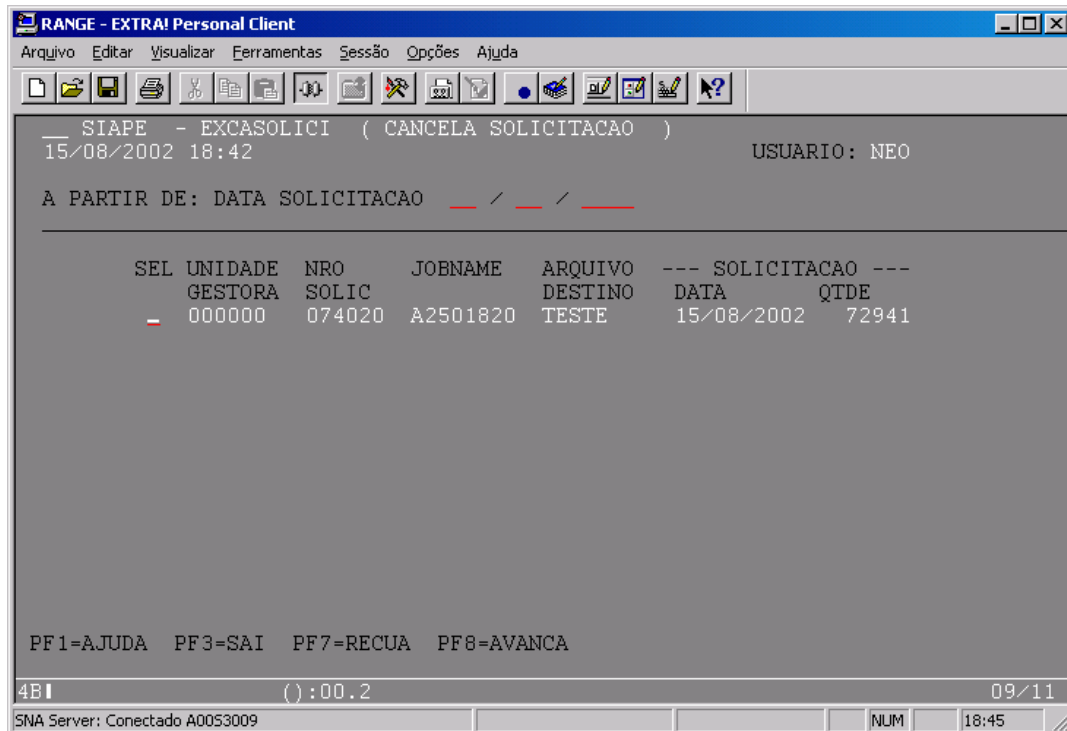 RANGE - EXTRA! Personal Client
Arquivo Editar Visualizar Ferramentas Sessão Opções Ajuda
__ SIAPE - EXCASOLICI ( CANCELA SOLICITACAO )
15/08/2002 18:42 USUARIO: NEO
A PARTIR DE: DATA SOLICITACAO __ / __ / ____
SEL UNIDADE NRO JOBNAME ARQUIVO --- SOLICITACAO ---
GESTORA SOLIC DESTINO DATA QTDE
_ 000000 074020 A2501820 TESTE 15/08/2002 72941
PF1=AJUDA PF3=SAI PF7=RECUA PF8=AVANCA
4B ():00.2 09/11
SNA Server: Conectado A0053009 NUM 18:45